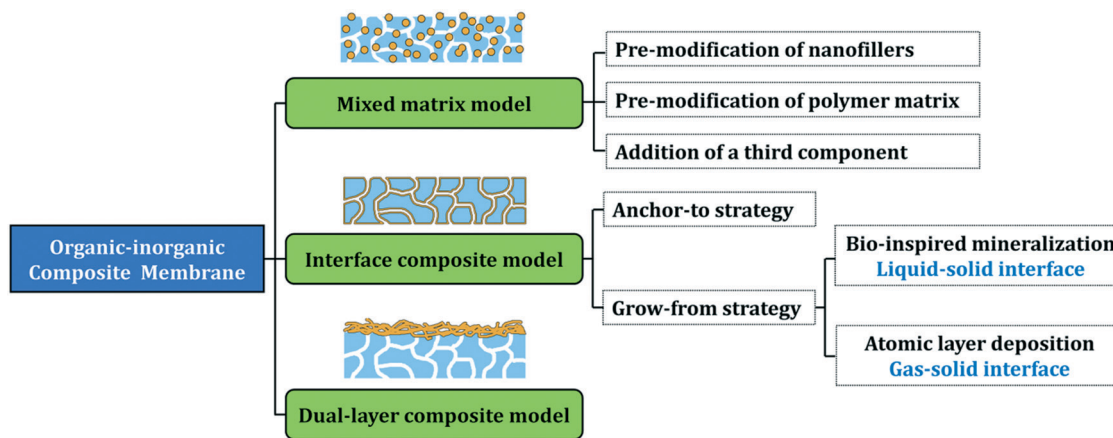 Organic-inorganic
Composite Membrane
Mixed matrix model
Pre-modification of nanofillers
Pre-modification of polymer matrix
Addition of a third component
Interface composite model
Anchor-to strategy
Grow-from strategy
Bio-inspired mineralization
Liquid-solid interface
Atomic layer deposition
Gas-solid interface
Dual-layer composite model